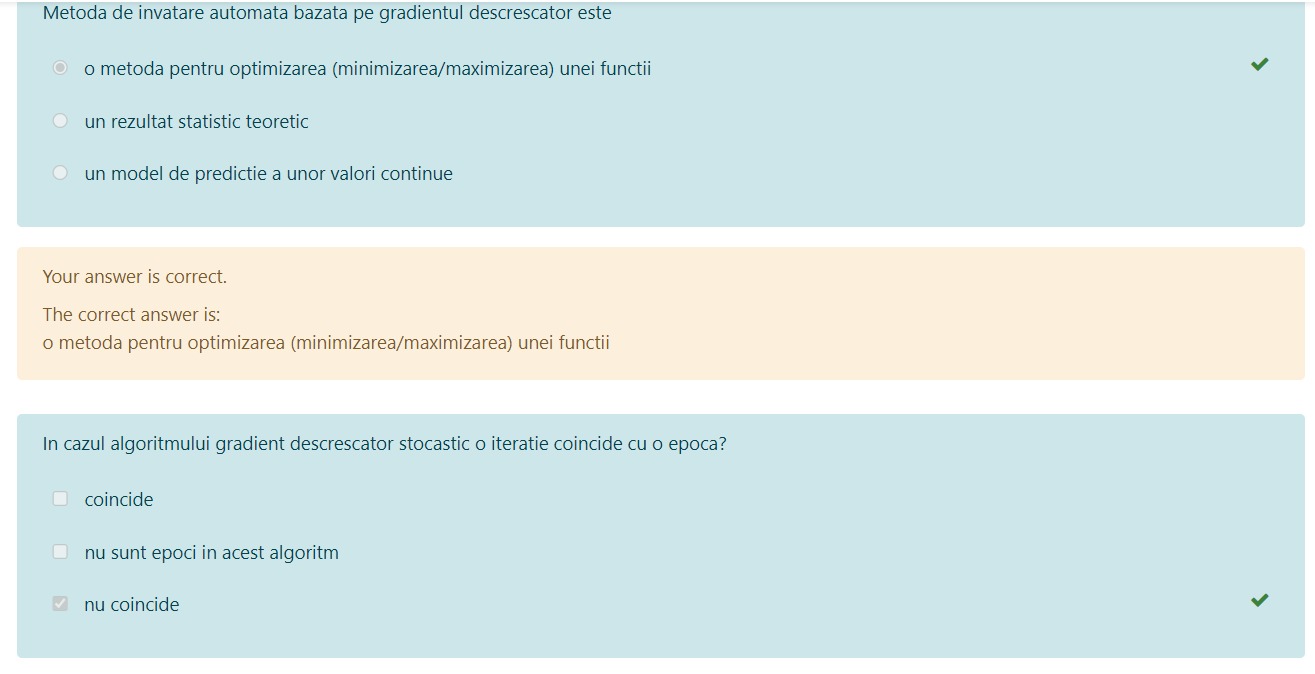 Metoda de invatare automata bazata pe gradientul descrescator este
o metoda pentru optimizarea (minimizarea/maximizarea) unei functii
un rezultat statistic teoretic
un model de predictie a unor valori continue
Your answer is correct.
The correct answer is:
o metoda pentru optimizarea (minimizarea/maximizarea) unei functii
In cazul algoritmului gradient descrescator stocastic o iteratie coincide cu o epoca?
coincide
nu sunt epoci in acest algoritm
nu coincide